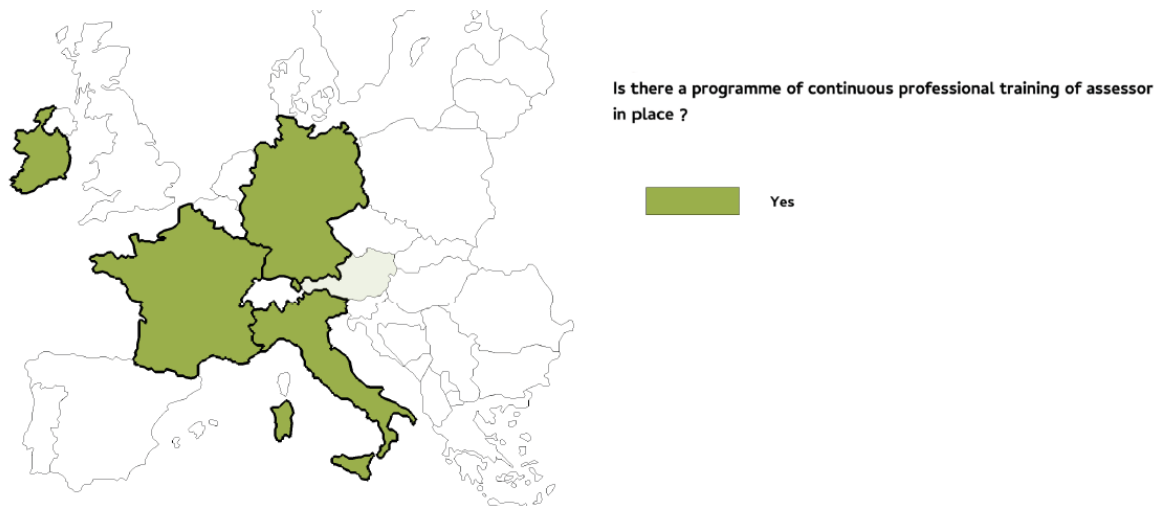 Is there a programme of continuous professional training of assessor
in place ?
Yes